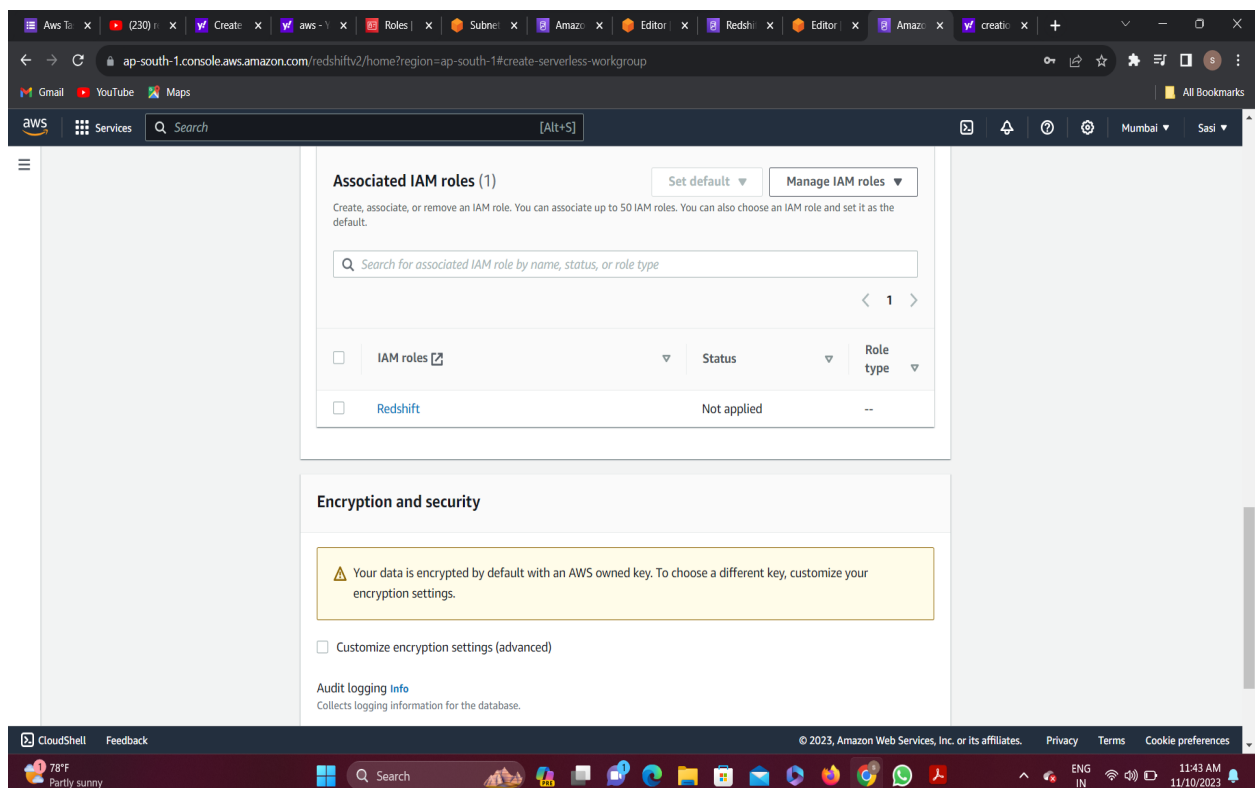 Aws Ta
(230) r
Create
aws - Y
Roles |
Subnet
Amazo
Editor |
Redshi
Editor |
Amazo
creatio
ap-south-1.console.aws.amazon.com/redshiftv2/home?region=ap-south-1#create-serverless-workgroup
S
Gmail YouTube Maps All Bookmarks
aws Services Search [Alt+S] Mumbai ▼ Sasi ▼
Associated IAM roles (1) Set default ▼ Manage IAM roles ▼
Create, associate, or remove an IAM role. You can associate up to 50 IAM roles. You can also choose an IAM role and set it as the
default.
Search for associated IAM role by name, status, or role type
< 1 >
IAM roles Status Role
type
Redshift Not applied --
Encryption and security
Your data is encrypted by default with an AWS owned key. To choose a different key, customize your
encryption settings.
Customize encryption settings (advanced)
Audit logging Info
Collects logging information for the database.
CloudShell Feedback © 2023, Amazon Web Services, Inc. or its affiliates. Privacy Terms Cookie preferences
1 78°F
Partly sunny
Search
PRE
1
ENG
IN
11:43 AM
11/10/2023